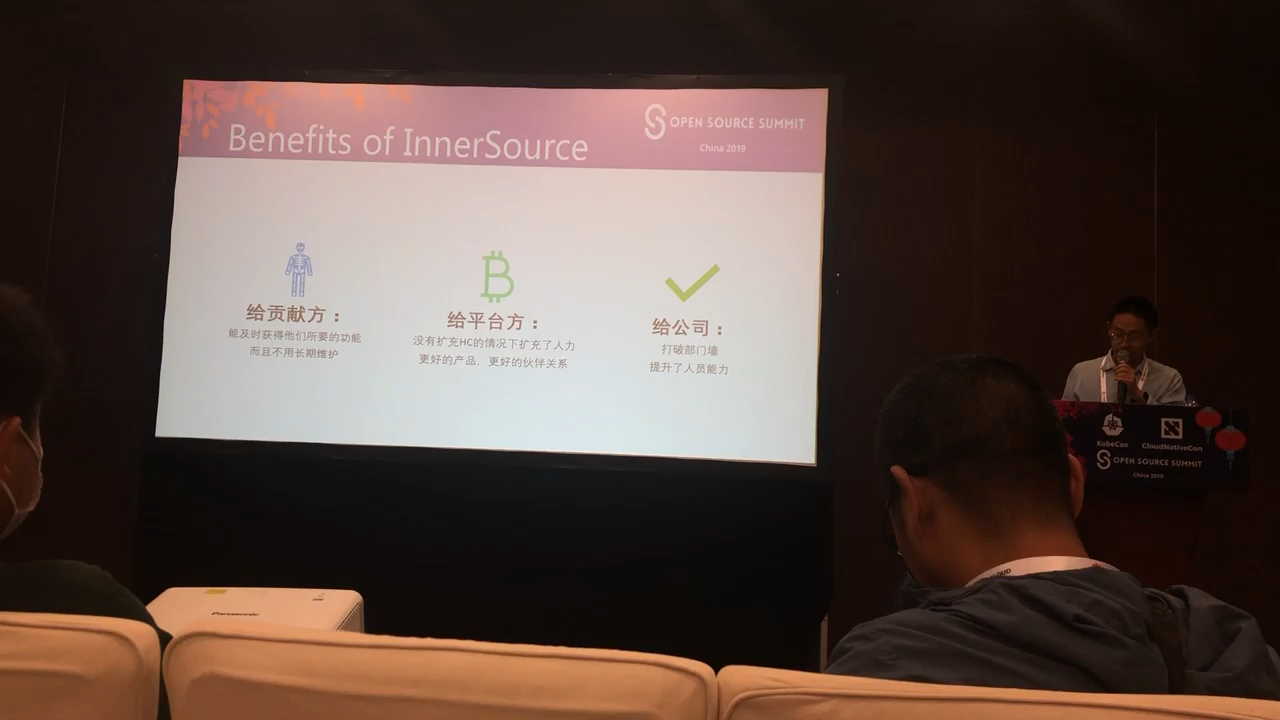 Benefits of InnerSource
OPEN SOURCE SUMMIT
China 2019
给贡献方：
能及时获得他们所要的功能
而且不用长期维护
给平台方：
没有扩充HC的情况下扩充了人力
更好的产品，更好的伙伴关系
给公司：
打破部门墙
提升了人员能力
KubeCon
CloudNativeCon
OPEN SOURCE SUMMIT
China 2019
Panasonic